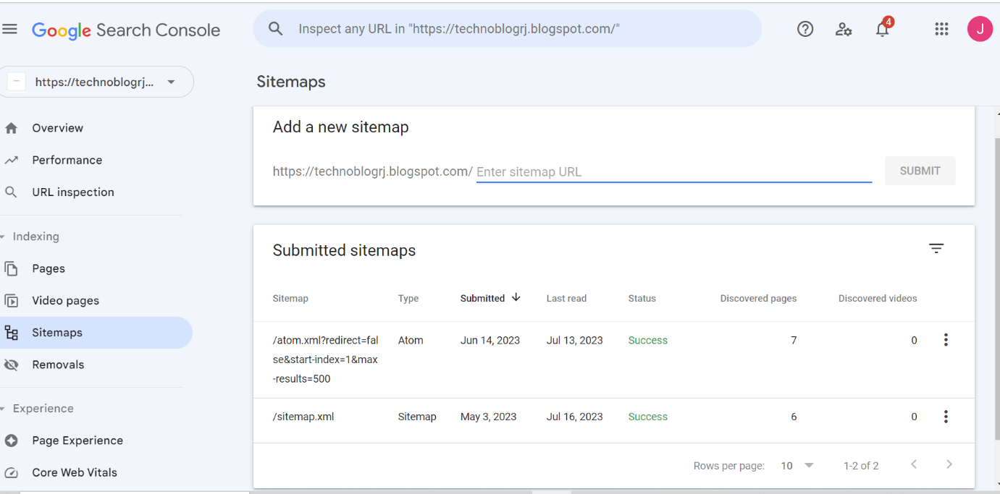 Google Search Console
Inspect any URL in "https://technoblogrj.blogspot.com/"
4
J
https://technoblogrj...
Sitemaps
Overview
Performance
URL inspection
Indexing
Pages
Video pages
Sitemaps
Removals
Experience
Page Experience
Core Web Vitals
Add a new sitemap
https://technoblogrj.blogspot.com/ Enter sitemap URL
SUBMIT
Submitted sitemaps
Sitemap Type Submitted Last read Status Discovered pages Discovered videos
/atom.xml?redirect=fal Atom Jun 14, 2023 Jul 13, 2023 Success 7 0
se&start-index=1&max
-results=500
/sitemap.xml Sitemap May 3, 2023 Jul 16, 2023 Success 6 0
Rows per page: 10 1-2 of 2